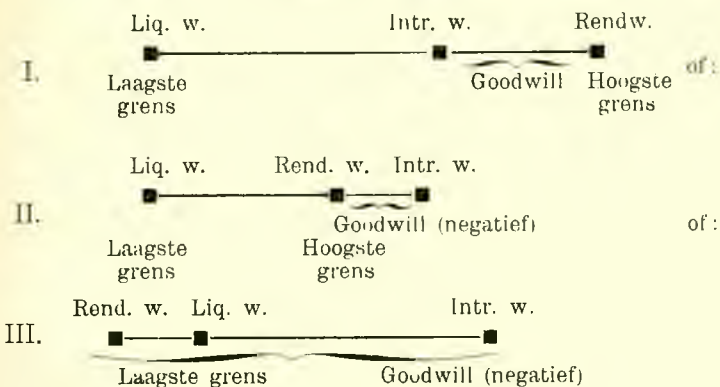 Liq. w. Intr. w. Rendw.
I. of:
Laagste Goodwill Hoogste
grens grens
Liq. w. Rend. w. Intr. w.
II.
Goodwill (negatief) of:
Laagste Hoogste
grens grens
Rend. w. Liq. w. Intr. w.
III.
Laagste grens Goodwill (negatief)